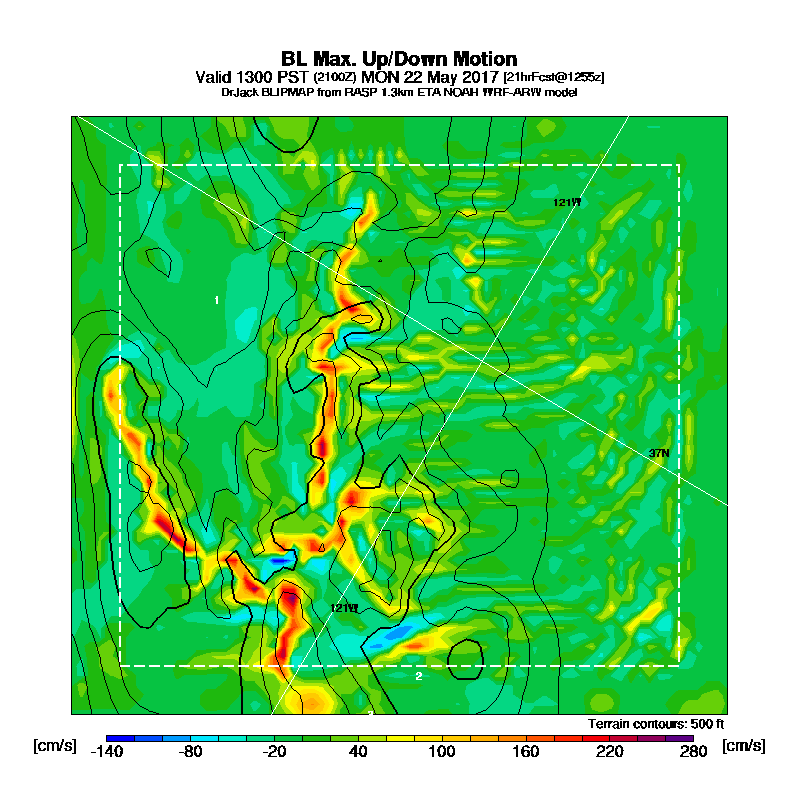 BL Max. Up/Down Motion
Valid 1300 PST (2100Z) MON 22 May 2017 [21hrFcst@1255z]
DrJack BLIPMAP from RASP 1.3km ETA NOAH WRF-ARW model
121W
1
37N
121W
2
Terrain contours: 500 ft
[cm/s] -140 -80 -20 40 100 160 220 280 [cm/s]